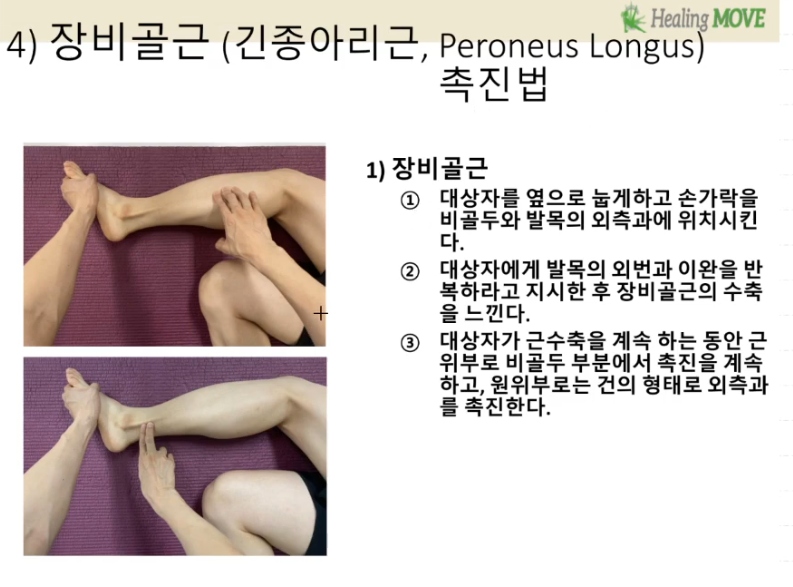 Healing MOVE
4) 장비골근 (긴종아리근, Peroneus Longus)
촉진법
1) 장비골근
① 대상자를 옆으로 눕게하고 손가락을
비골두와 발목의 외측과에 위치시킨
다.
② 대상자에게 발목의 외번과 이완을 반
복하라고 지시한 후 장비골근의 수축
을 느낀다.
③ 대상자가 근수축을 계속 하는 동안 근
위부로 비골두 부분에서 촉진을 계속
하고, 원위부로는 건의 형태로 외측과
를 촉진한다.